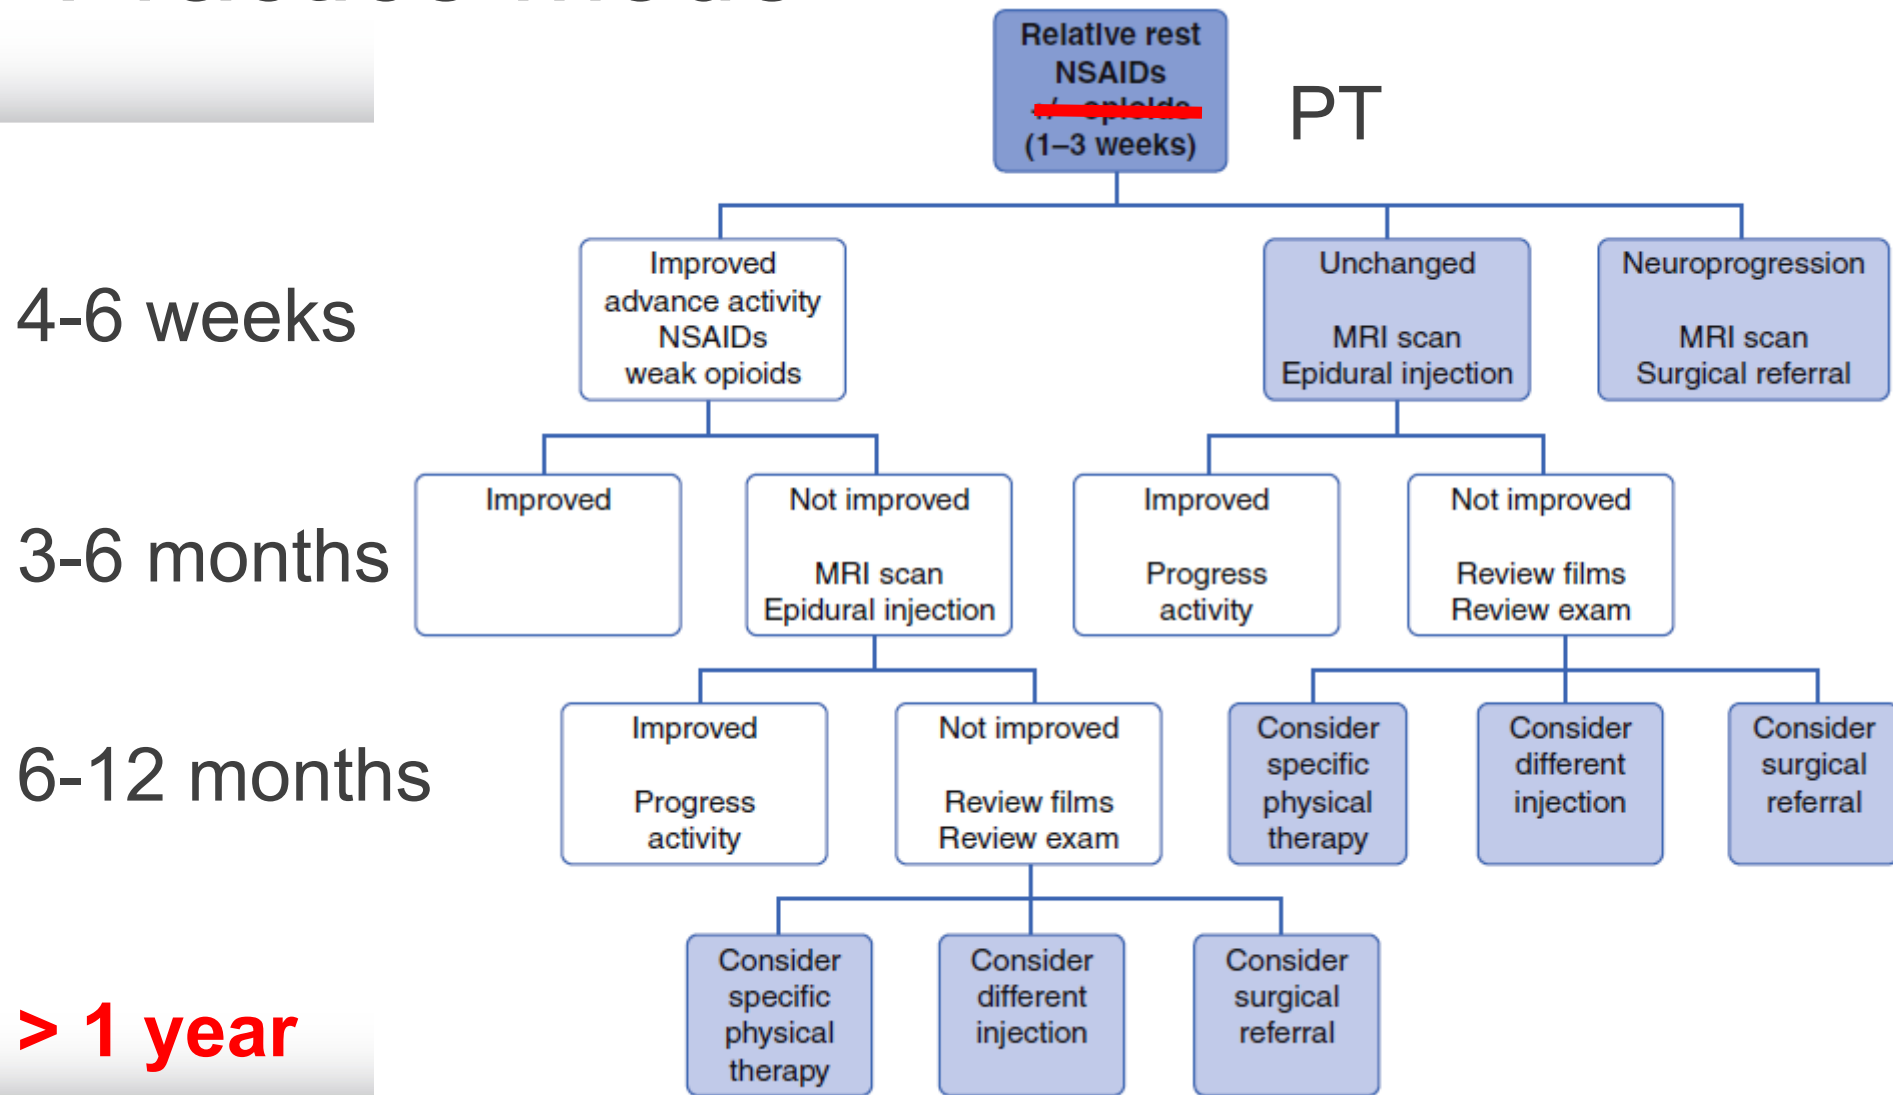 Relative rest
NSAIDs
+/- opioids
(1–3 weeks)
PT
4-6 weeks
Improved
advance activity
NSAIDs
weak opioids
Unchanged
MRI scan
Epidural injection
Neuroprogression
MRI scan
Surgical referral
3-6 months
Improved
Not improved
MRI scan
Epidural injection
Improved
Progress
activity
Not improved
Review films
Review exam
6-12 months
Improved
Progress
activity
Not improved
Review films
Review exam
Consider
specific
physical
therapy
Consider
different
injection
Consider
surgical
referral
> 1 year
Consider
specific
physical
therapy
Consider
different
injection
Consider
surgical
referral